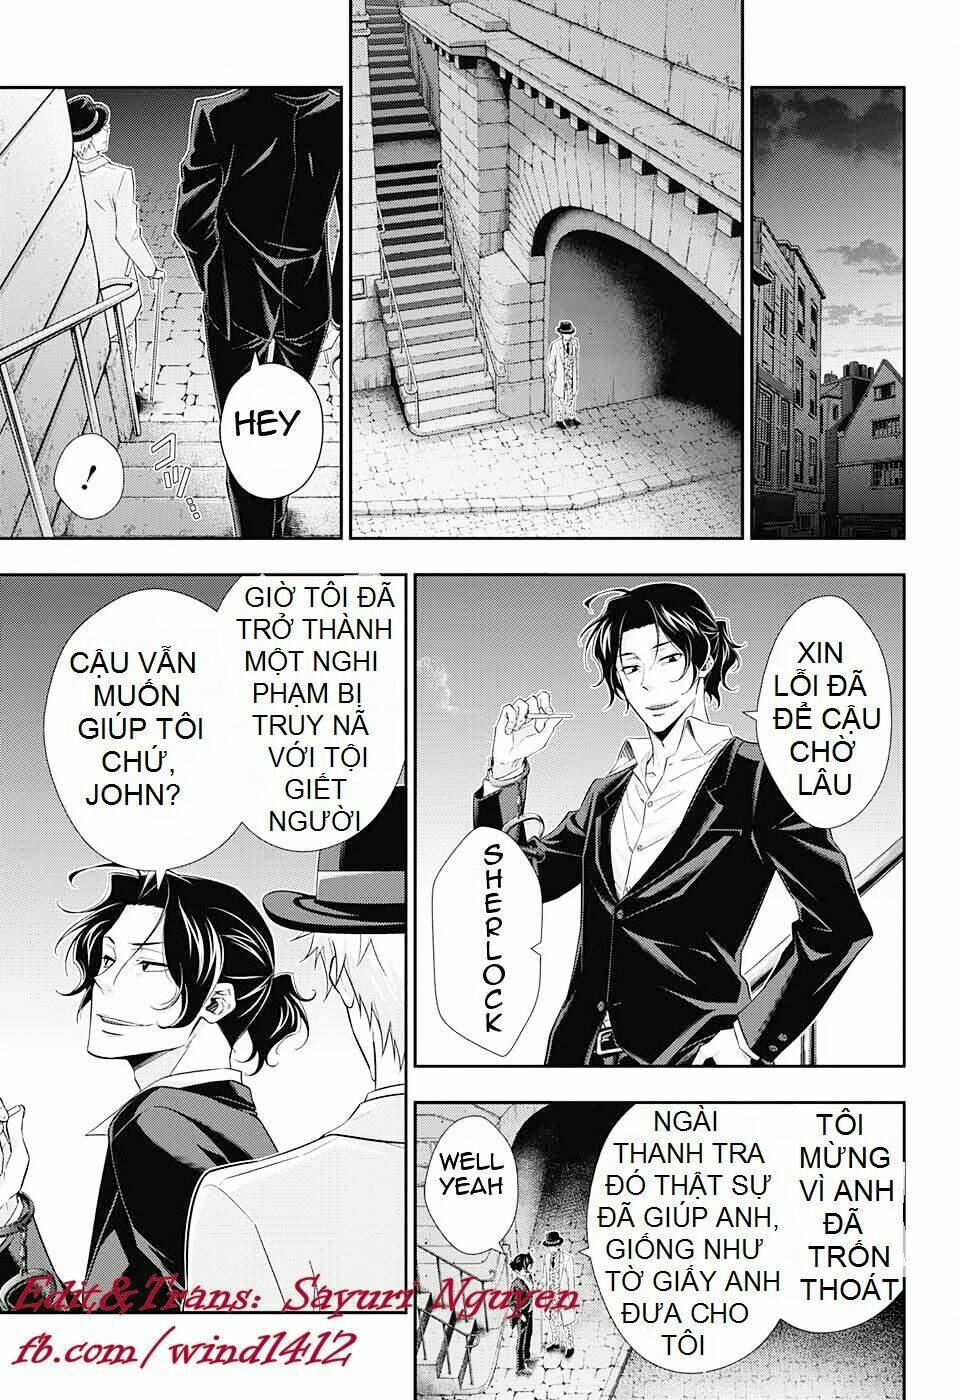 HEY
!
XIN
LỖI ĐÃ
ĐỂ CẬU
CHỜ
LÂU
SHERLOCK
GIỜ TÔI ĐÃ
TRỞ THÀNH
MỘT NGHI
PHẠM BỊ
TRUY NÃ
VỚI TỘI
GIẾT
NGƯỜI
CẬU VẪN
MUỐN
GIÚP TÔI
CHỨ,
JOHN?
TÔI
MỪNG
VÌ ANH
ĐÃ
TRỐN
THOÁT
NGÀI
THANH TRA
ĐÓ THẬT SỰ
ĐÃ GIÚP ANH,
GIỐNG NHƯ
TỜ GIẤY ANH
ĐƯA CHO
TÔI
WELL
YEAH
Edit&Trans: Sayuri Nguyen
fb.com/wind1412